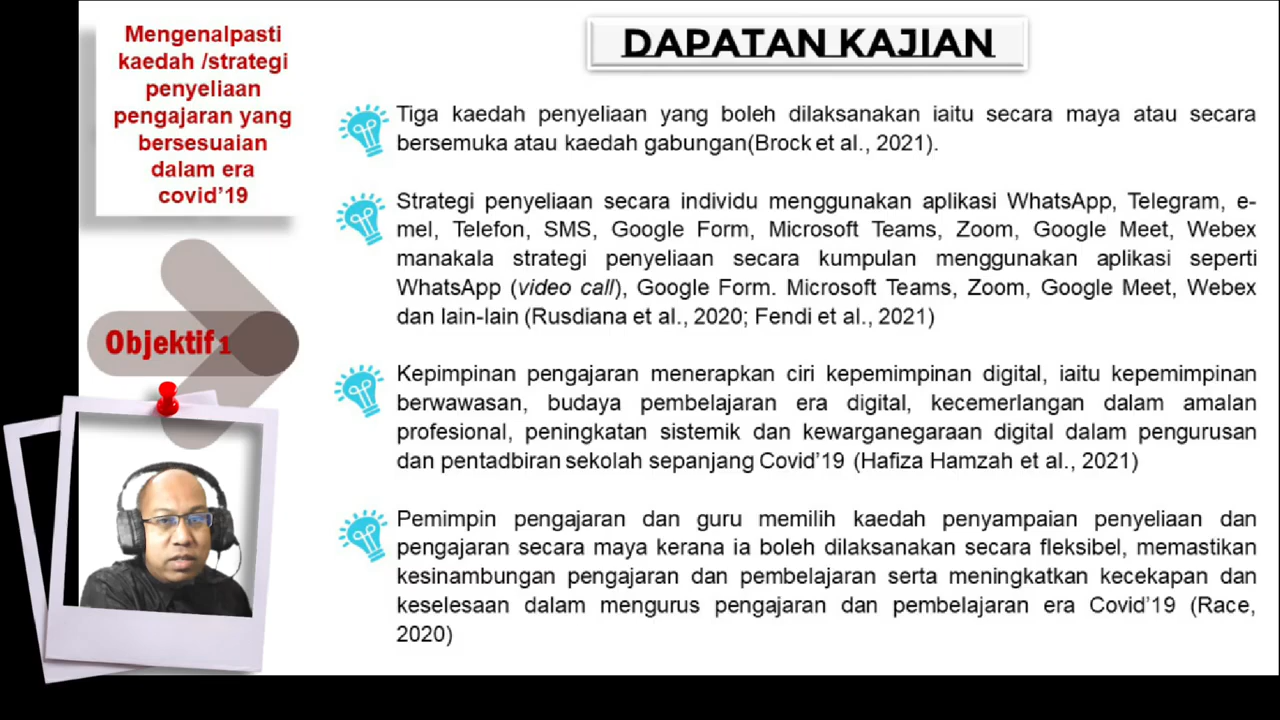 Mengenalpasti
kaedah /strategi
penyeliaan
pengajaran yang
bersesuaian
dalam era
covid’19
Objektif 1
DAPATAN KAJIAN
Tiga kaedah penyeliaan yang boleh dilaksanakan iaitu secara maya atau secara
bersemuka atau kaedah gabungan(Brock et al., 2021).
Strategi penyeliaan secara individu menggunakan aplikasi WhatsApp, Telegram, e-
mel, Telefon, SMS, Google Form, Microsoft Teams, Zoom, Google Meet, Webex
manakala strategi penyeliaan secara kumpulan menggunakan aplikasi seperti
WhatsApp (video call), Google Form. Microsoft Teams, Zoom, Google Meet, Webex
dan lain-lain (Rusdiana et al., 2020; Fendi et al., 2021)
Kepimpinan pengajaran menerapkan ciri kepemimpinan digital, iaitu kepemimpinan
berwawasan, budaya pembelajaran era digital, kecemerlangan dalam amalan
profesional, peningkatan sistemik dan kewarganegaraan digital dalam pengurusan
dan pentadbiran sekolah sepanjang Covid’19 (Hafiza Hamzah et al., 2021)
Pemimpin pengajaran dan guru memilih kaedah penyampaian penyeliaan dan
pengajaran secara maya kerana ia boleh dilaksanakan secara fleksibel, memastikan
kesinambungan pengajaran dan pembelajaran serta meningkatkan kecekapan dan
keselesaan dalam mengurus pengajaran dan pembelajaran era Covid’19 (Race,
2020)